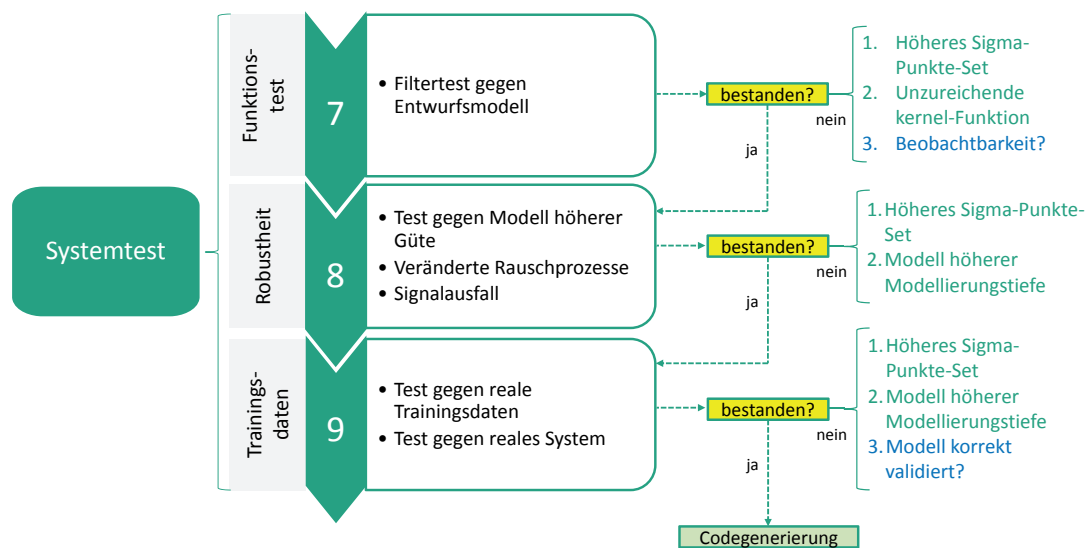 Systemtest
Funktions-
test
7
• Filtertest gegen
Entwurfsmodell
bestanden?
nein
ja
1. Höheres Sigma-
Punkte-Set
2. Unzureichende
kernel-Funktion
3. Beobachtbarkeit?
Robustheit
8
• Test gegen Modell höherer
Güte
• Veränderte Rauschprozesse
• Signalausfall
bestanden?
nein
ja
1. Höheres Sigma-Punkte-
Set
2. Modell höherer
Modellierungstiefe
Trainings-
daten
9
• Test gegen reale
Trainingsdaten
• Test gegen reales System
bestanden?
nein
ja
1. Höheres Sigma-
Punkte-Set
2. Modell höherer
Modellierungstiefe
3. Modell korrekt
validiert?
Codegenerierung